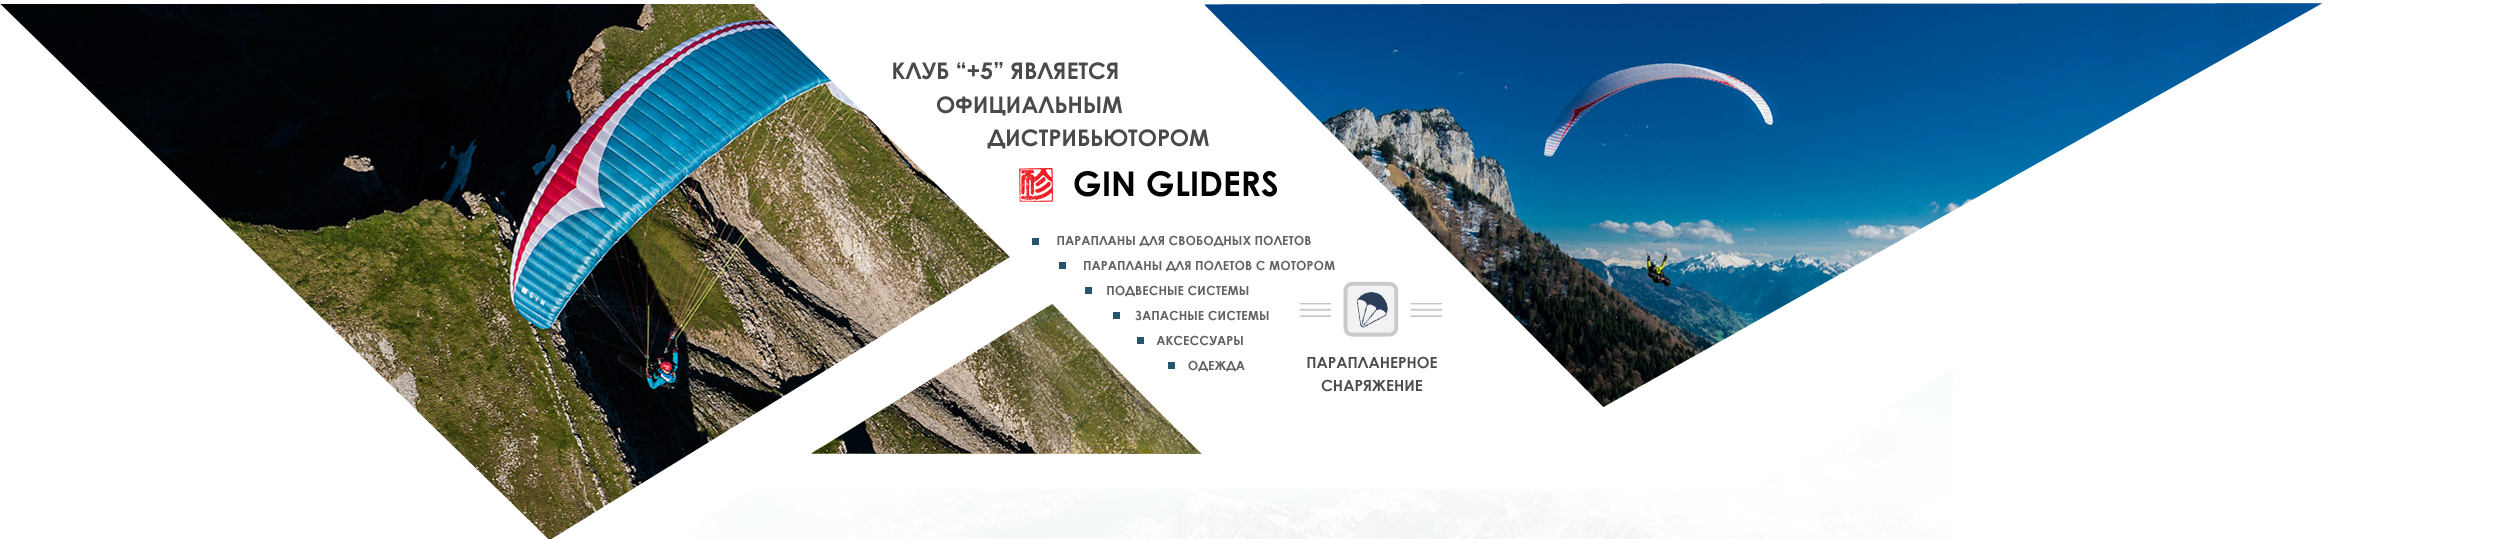 КЛУБ “+5” ЯВЛЯЕТСЯ
ОФИЦИАЛЬНЫМ
ДИСТРИБЬЮТОРОМ
GIN GLIDERS
ПАРАПЛАНЫ ДЛЯ СВОБОДНЫХ ПОЛЕТОВ
ПАРАПЛАНЫ ДЛЯ ПОЛЕТОВ С МОТОРОМ
ПОДВЕСНЫЕ СИСТЕМЫ
ЗАПАСНЫЕ СИСТЕМЫ
АКСЕССУАРЫ
ОДЕЖДА
ПАРАПЛАНЕРНОЕ
СНАРЯЖЕНИЕ
GIN